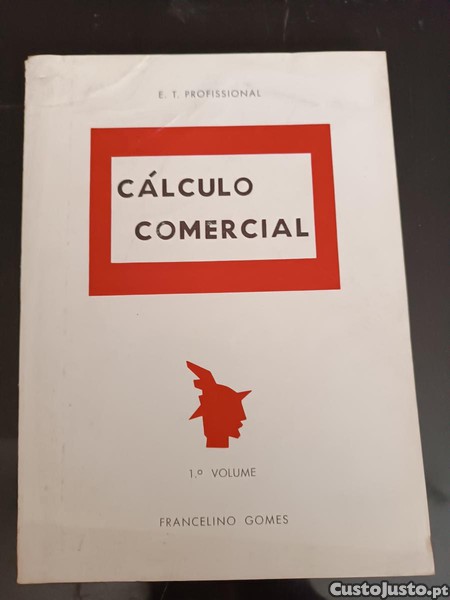 E. T. PROFISSIONAL
CÁLCULO
COMERCIAL
1.º VOLUME
FRANCELINO GOMES
CustoJusto.pt